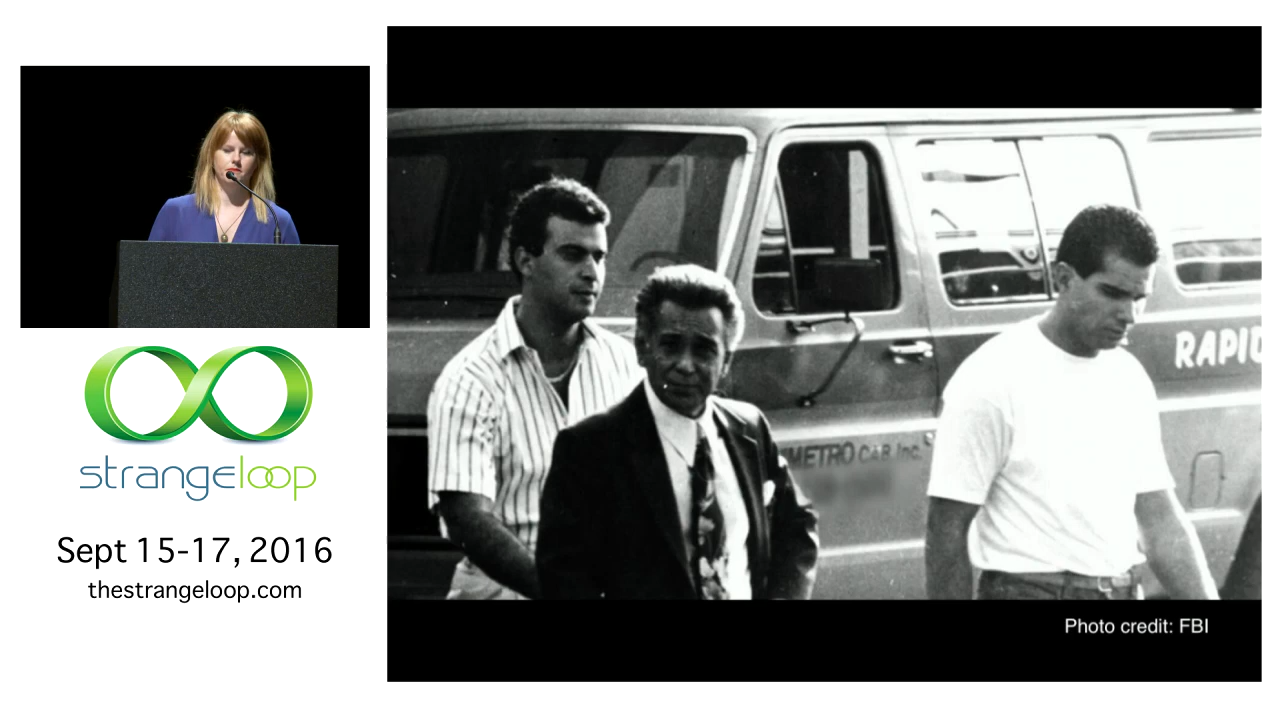 strangeloop
Sept 15-17, 2016
thestrangeloop.com
RAPID
METRO CAR Inc.
Photo credit: FBI